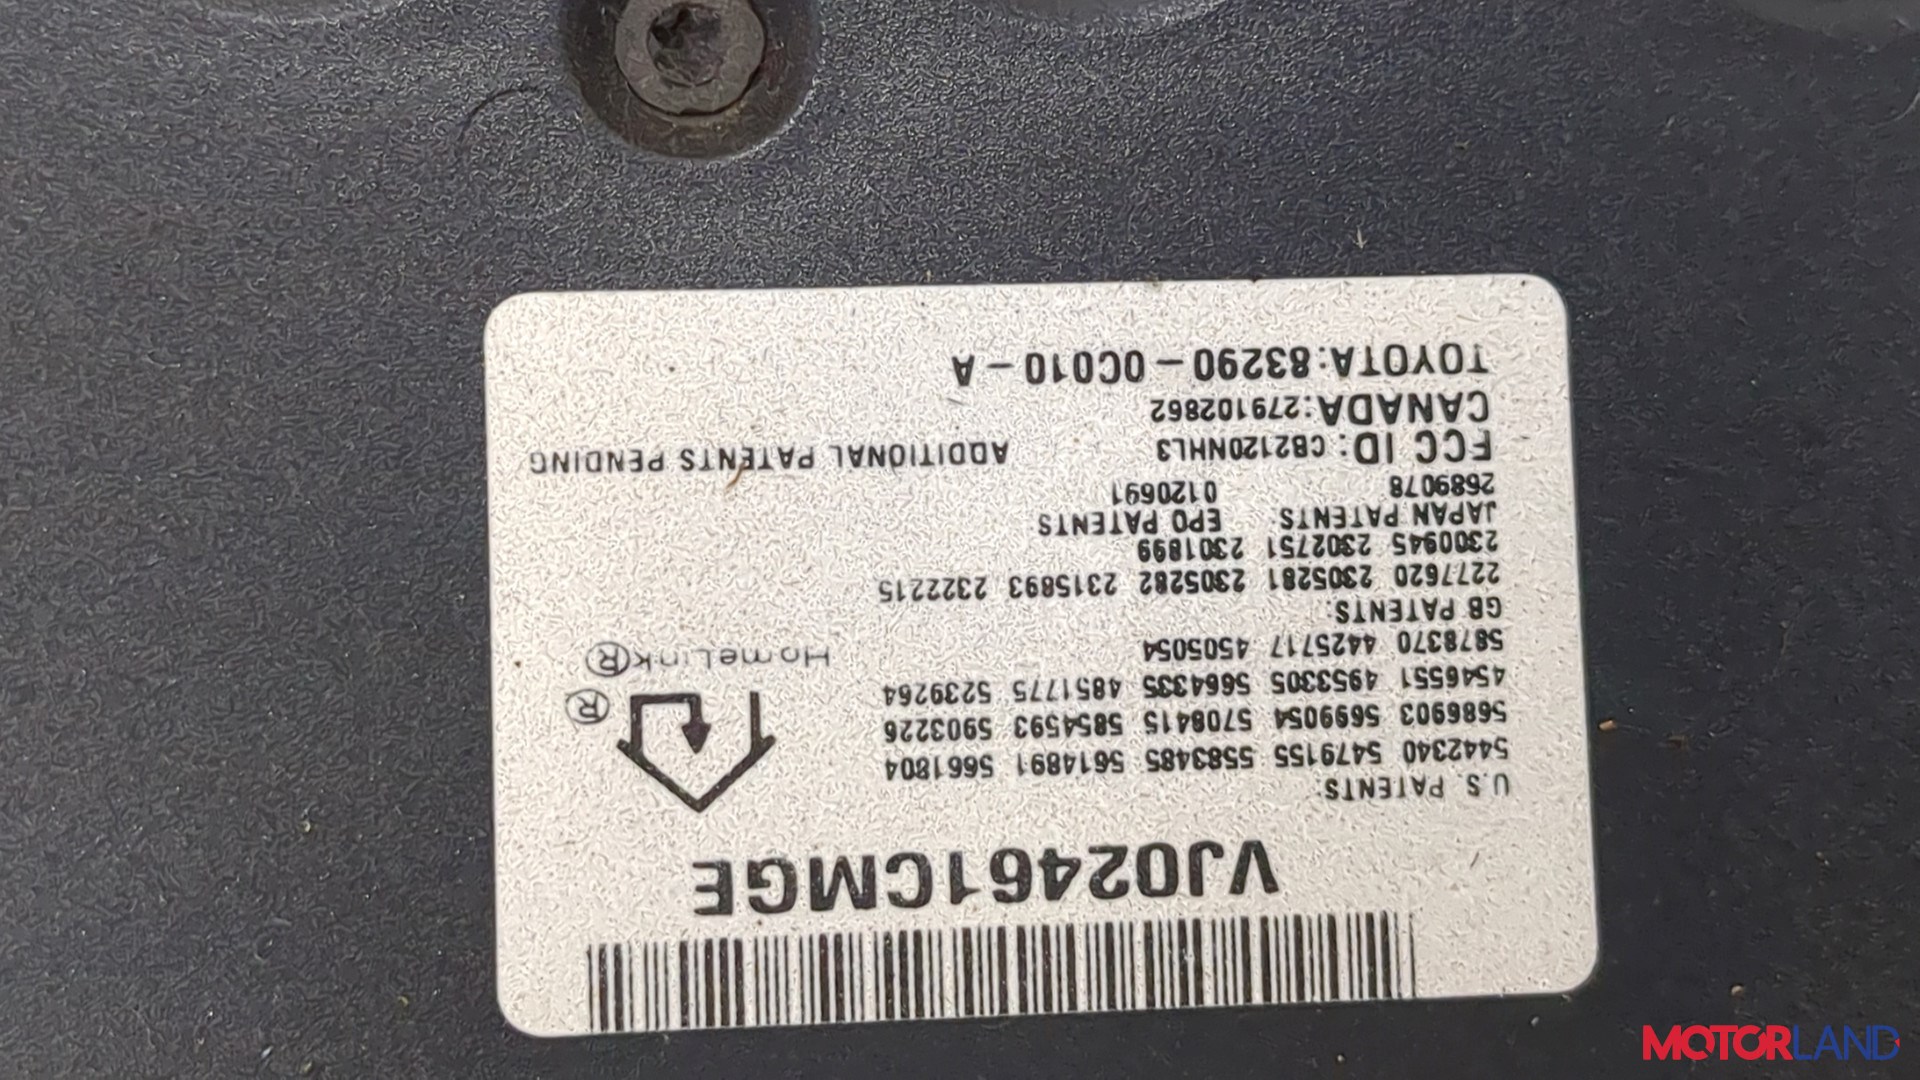 VJ02461CMGE
U.S. PATENTS:
5442340 5479155 5583485 5614891 5661804
5686903 5699054 5708415 5854593 5903226
4546551 4953305 5664335 4851775 5239264
5878370 4425717 4505054
®
HomeLink®
GB PATENTS:
2277620 2305281 2305282 2315893 2322215
2300945 2302751 2301899
JAPAN PATENTS EPO PATENTS
2689078 0120691
FCC ID: CB2120NHL3 ADDITIONAL PATENTS PENDING
CANADA: 279102862
TOYOTA: 83290-0C010-A
MOTORLAND